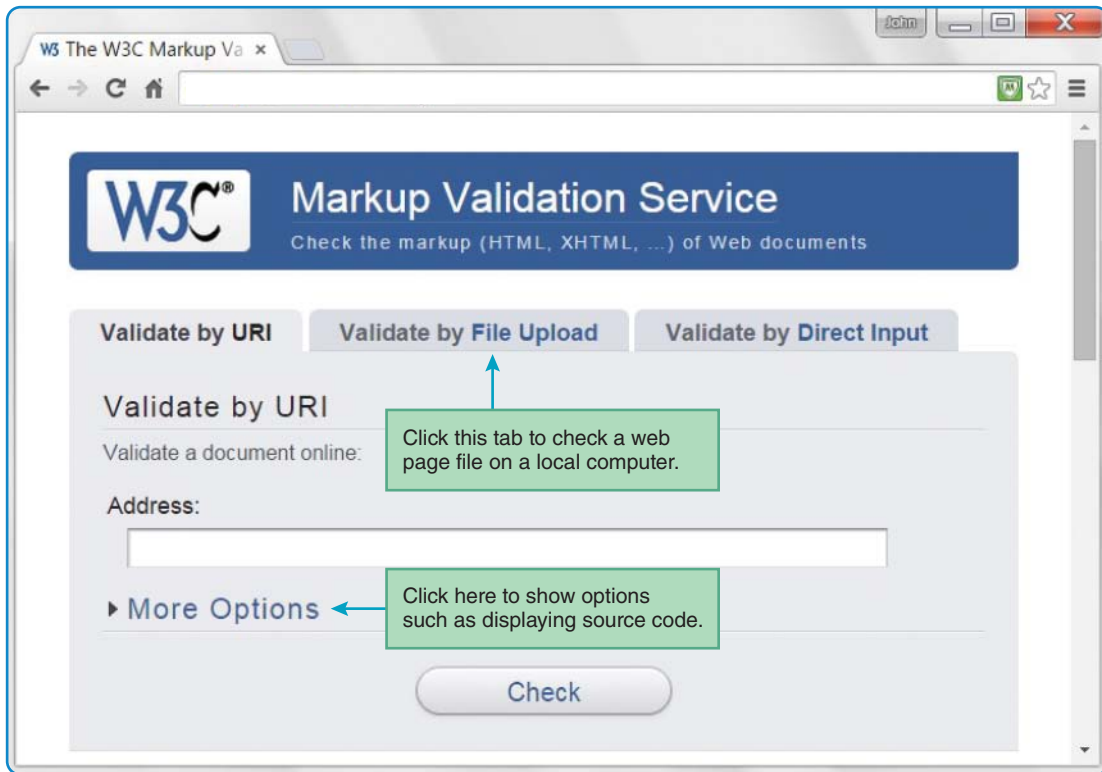 John
W3 The W3C Markup Va ×
W3C®
Markup Validation Service
Check the markup (HTML, XHTML, ...) of Web documents
Validate by URI
Validate by File Upload
Validate by Direct Input
Validate by URI
Validate a document online:
Click this tab to check a web
page file on a local computer.
Address:
More Options
Click here to show options
such as displaying source code.
Check